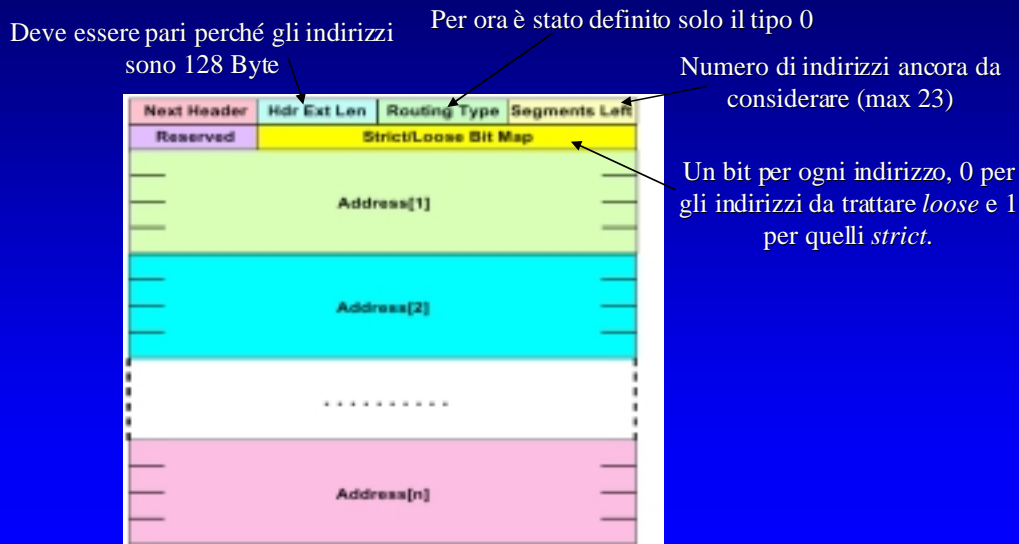 Deve essere pari perché gli indirizzi
sono 128 Byte
Per ora è stato definito solo il tipo 0
Numero di indirizzi ancora da
considerare (max 23)
Next Header Hdr Ext Len Routing Type Segments Left
Reserved Strict/Loose Bit Map
Un bit per ogni indirizzo, 0 per
gli indirizzi da trattare loose e 1
per quelli strict.
Address[1]
Address[2]
. . . . . . . . . .
Address[n]